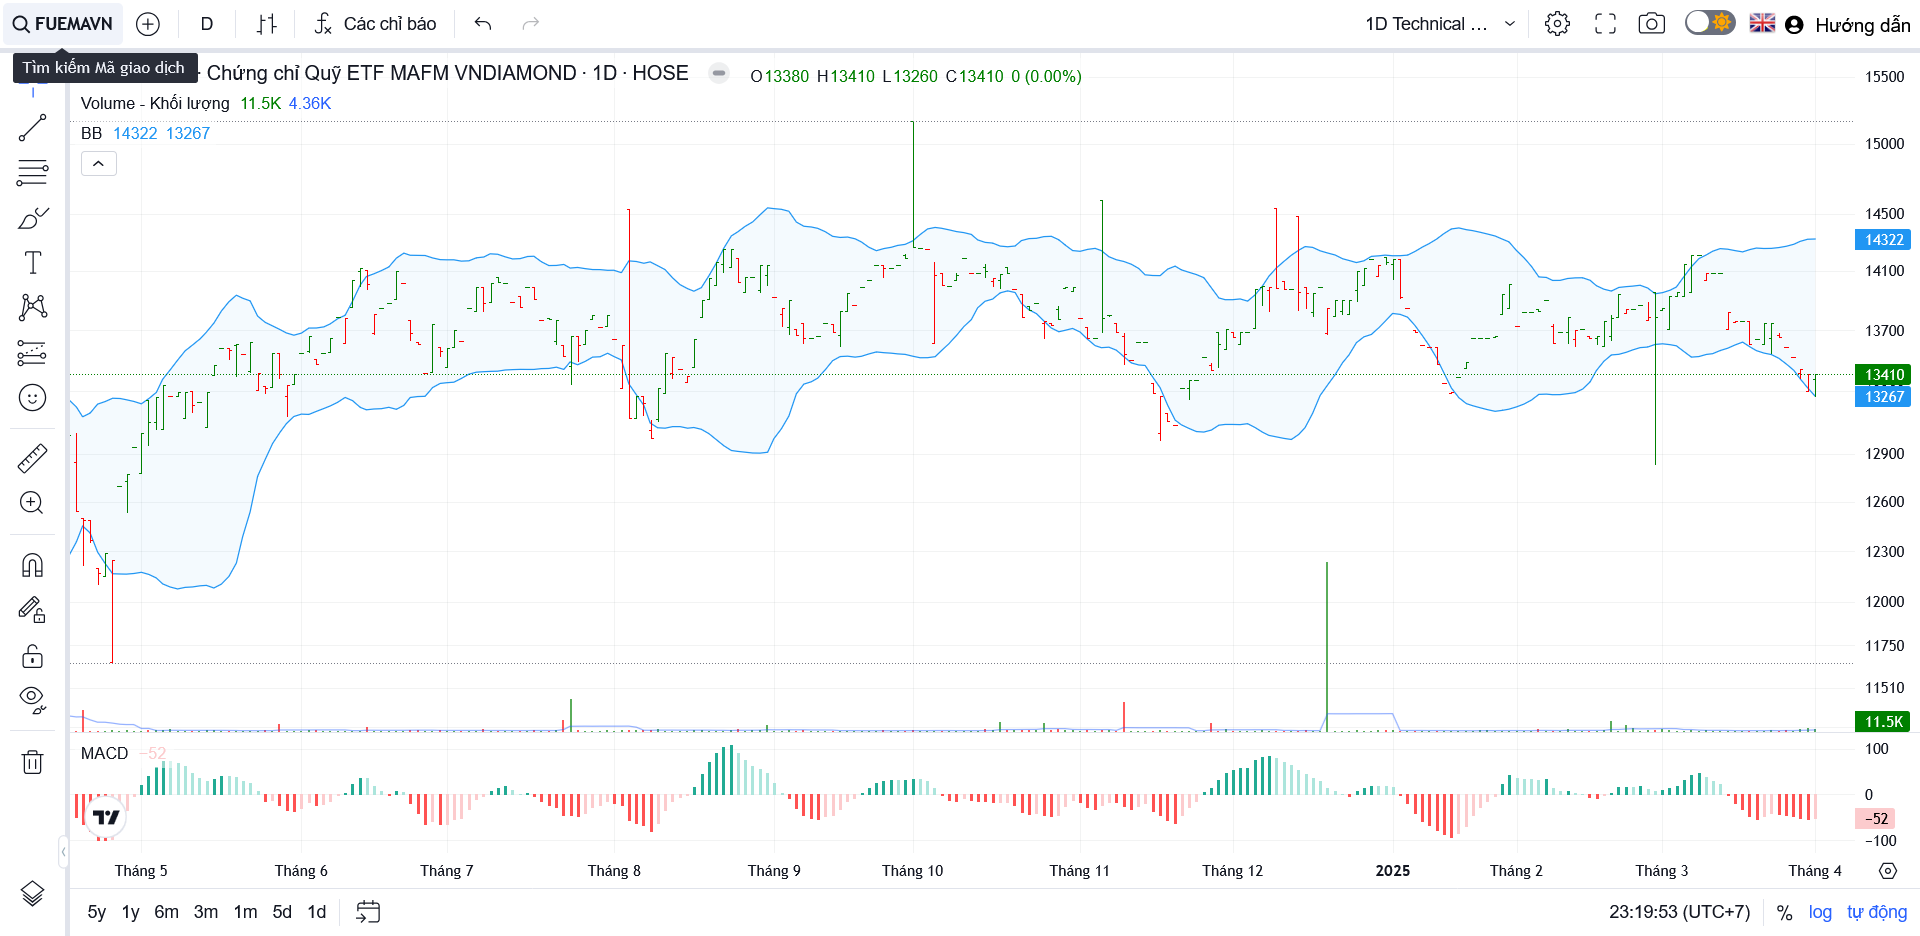 FUEMAVN
D
Các chỉ báo
1D Technical ...
Hướng dẫn
Tìm kiếm Mã giao dịch
· Chứng chỉ Quỹ ETF MAFM VNDIAMOND · 1D · HOSE
O13380 H13410 L13260 C13410 0 (0.00%)
Volume - Khối lượng 11.5K 4.36K
BB 14322 13267
15500
15000
14500
14322
14100
13700
13410
13267
12900
12600
12300
12000
11750
11510
11.5K
MACD −52
100
0
−52
−100
Tháng 5
Tháng 6
Tháng 7
Tháng 8
Tháng 9
Tháng 10
Tháng 11
Tháng 12
2025
Tháng 2
Tháng 3
Tháng 4
5y 1y 6m 3m 1m 5d 1d
23:19:53 (UTC+7)
% log tự động